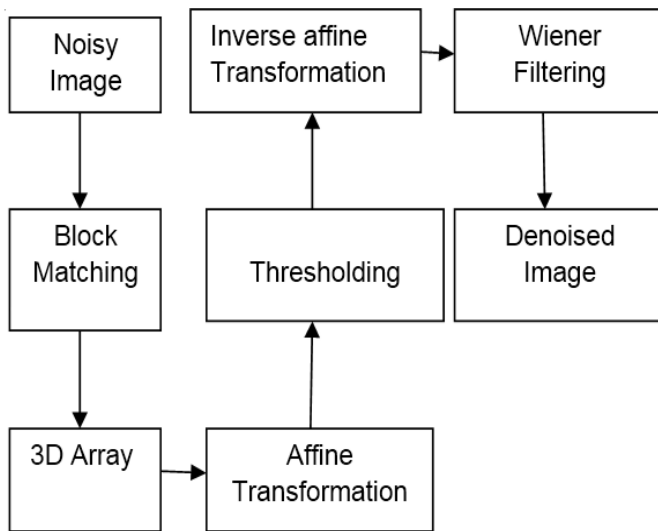 Noisy
Image
Block
Matching
3D Array
Affine
Transformation
Thresholding
Inverse affine
Transformation
Wiener
Filtering
Denoised
Image